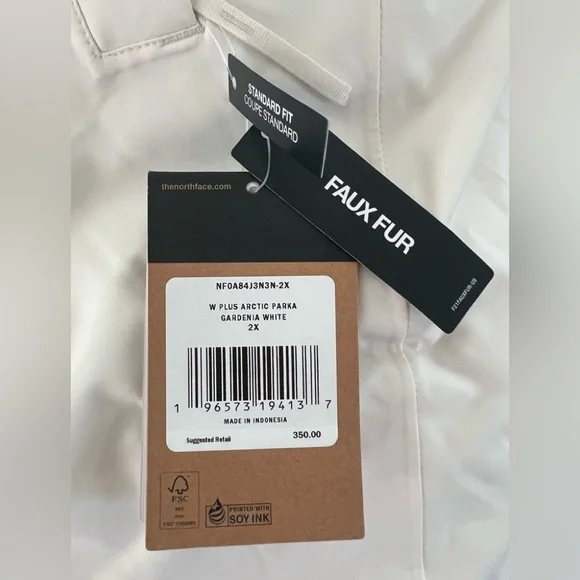 STANDARD FIT
COUPE STANDARD
FAUX FUR
thenorthface.com
NF0A84J3N3N-2X
W PLUS ARCTIC PARKA
GARDENIA WHITE
2X
1 96573 19413 7
MADE IN INDONESIA
Suggested Retail 350.00
FSC
MIX
PRINTED WITH
SOY INK